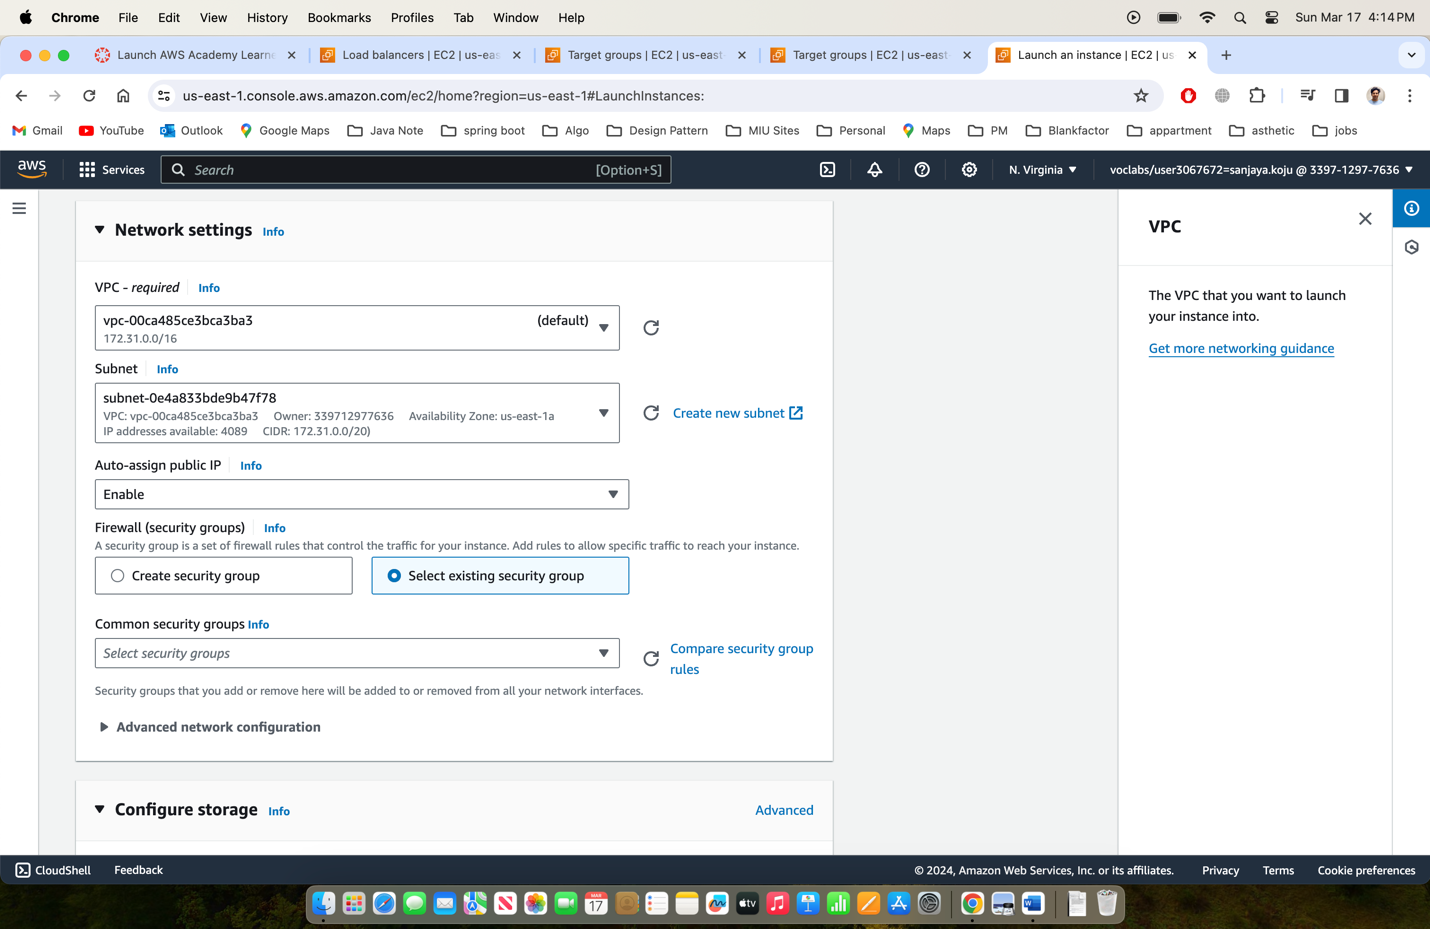 Chrome File Edit View History Bookmarks Profiles Tab Window Help Sun Mar 17 4:14 PM
Launch AWS Academy Learne Load balancers | EC2 | us-eas Target groups | EC2 | us-east- Target groups | EC2 | us-east- Launch an instance | EC2 | us
us-east-1.console.aws.amazon.com/ec2/home?region=us-east-1#LaunchInstances:
Gmail YouTube Outlook Google Maps Java Note spring boot Algo Design Pattern MIU Sites Personal Maps PM Blankfactor appartment asthetic jobs
aws Services Search [Option+S] N. Virginia voclabs/user3067672=sanjaya.koju @ 3397-1297-7636
Network settings Info
VPC - required Info
vpc-00ca485ce3bca3ba3 (default)
172.31.0.0/16
Subnet Info
subnet-0e4a833bde9b47f78
VPC: vpc-00ca485ce3bca3ba3 Owner: 339712977636 Availability Zone: us-east-1a
IP addresses available: 4089 CIDR: 172.31.0.0/20)
Create new subnet
Auto-assign public IP Info
Enable
Firewall (security groups) Info
A security group is a set of firewall rules that control the traffic for your instance. Add rules to allow specific traffic to reach your instance.
Create security group Select existing security group
Common security groups Info
Select security groups
Compare security group
rules
Security groups that you add or remove here will be added to or removed from all your network interfaces.
Advanced network configuration
Configure storage Info Advanced
VPC
The VPC that you want to launch
your instance into.
Get more networking guidance
CloudShell Feedback © 2024, Amazon Web Services, Inc. or its affiliates. Privacy Terms Cookie preferences
MAR
17
tv
W